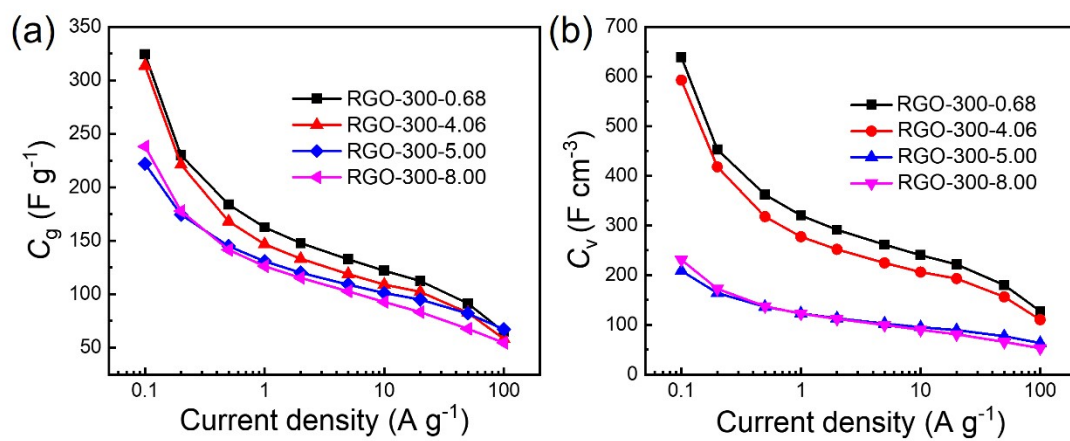 (a)
350
300
250
200
150
100
50
C_g (F g⁻¹)
RGO-300-0.68
RGO-300-4.06
RGO-300-5.00
RGO-300-8.00
0.1 1 10 100
Current density (A g⁻¹)
(b)
700
600
500
400
300
200
100
0
C_v (F cm⁻³)
RGO-300-0.68
RGO-300-4.06
RGO-300-5.00
RGO-300-8.00
0.1 1 10 100
Current density (A g⁻¹)